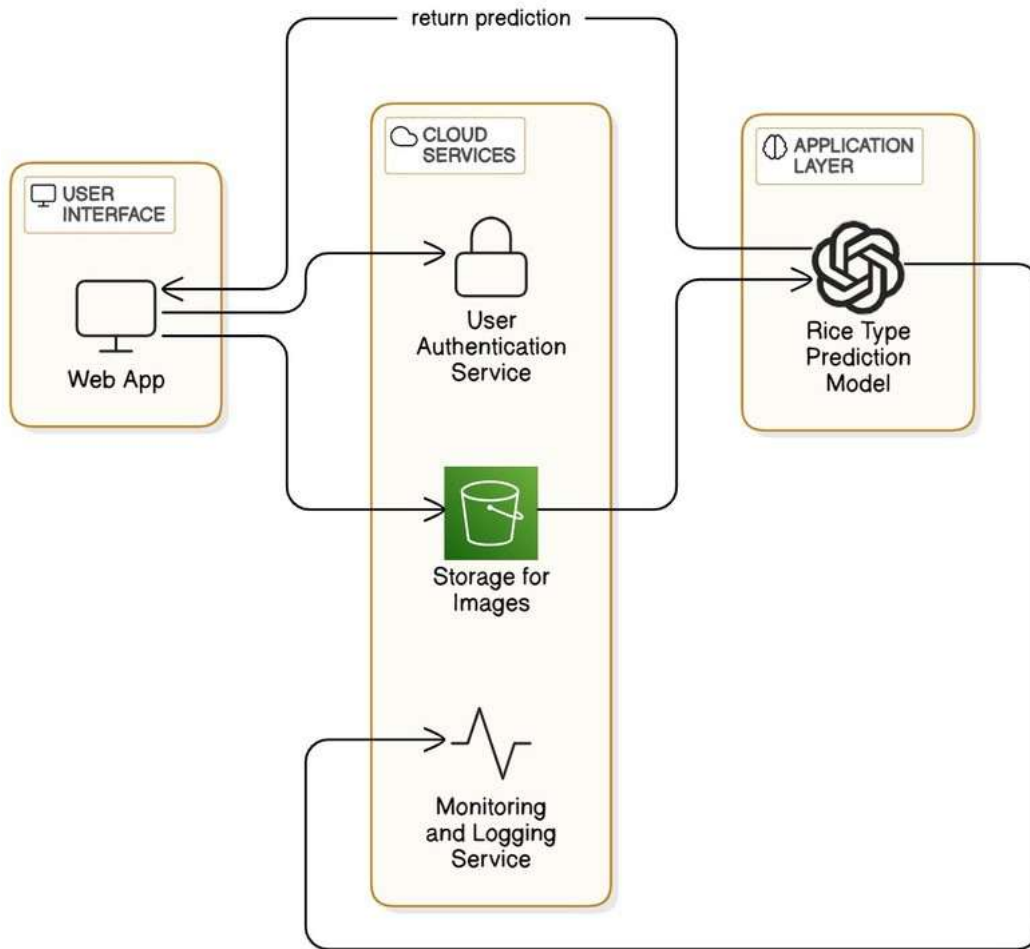 return prediction
CLOUD
SERVICES
APPLICATION
LAYER
USER
INTERFACE
User
Authentication
Service
Rice Type
Prediction
Model
Web App
Storage for
Images
Monitoring
and Logging
Service